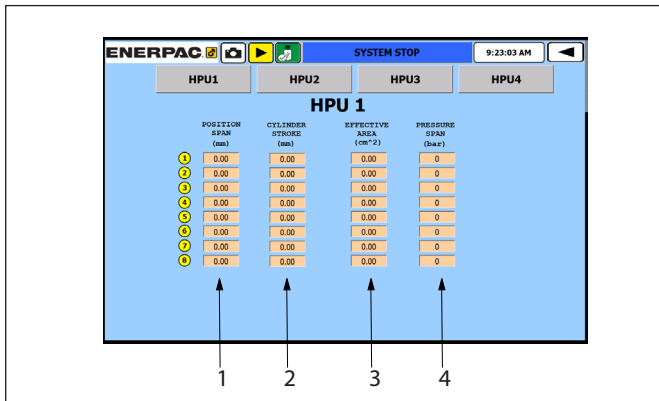 ENERPAC. SYSTEM STOP 9:23:03 AM
HPU1 HPU2 HPU3 HPU4
HPU 1
POSITION SPAN (mm) CYLINDER STROKE (mm) EFFECTIVE AREA (cm^2) PRESSURE SPAN (bar)
1 0.00 0.00 0.00 0
2 0.00 0.00 0.00 0
3 0.00 0.00 0.00 0
4 0.00 0.00 0.00 0
5 0.00 0.00 0.00 0
6 0.00 0.00 0.00 0
7 0.00 0.00 0.00 0
8 0.00 0.00 0.00 0
1 2 3 4